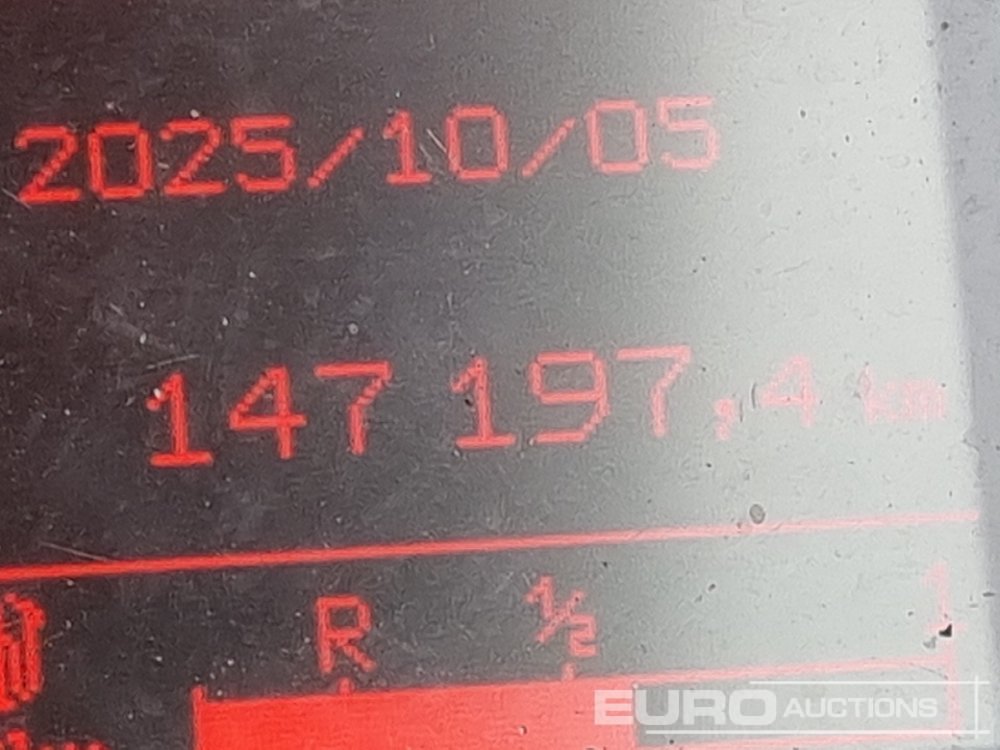 2025/10/05
147 197,4 km
R ½ 1
EURO AUCTIONS